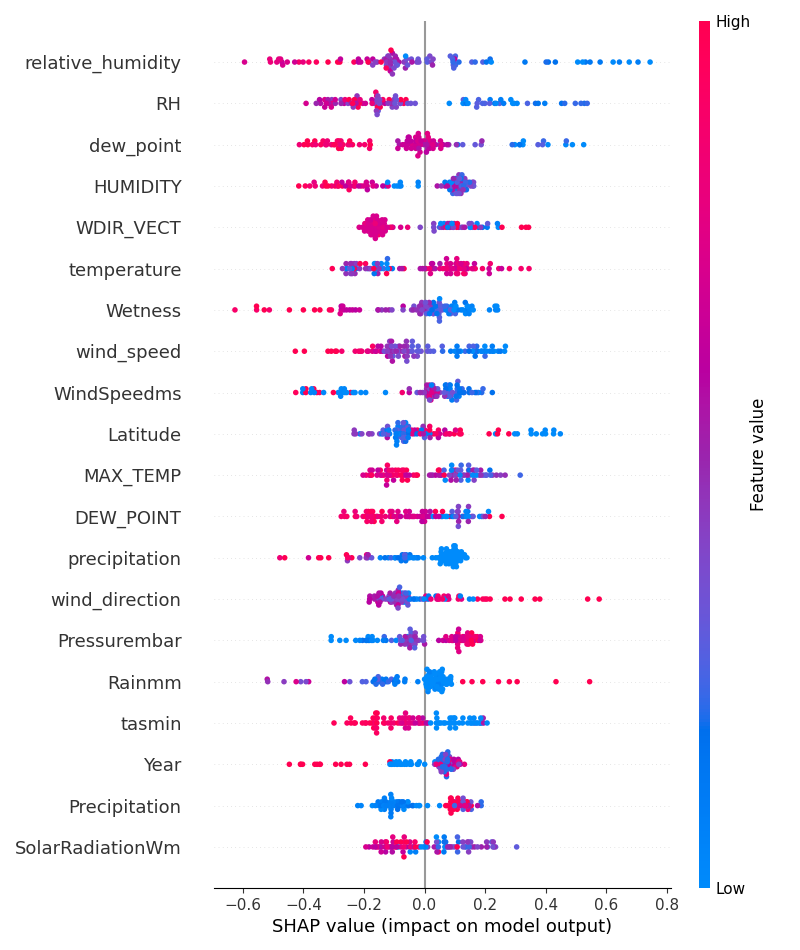 High
relative_humidity
RH
dew_point
HUMIDITY
WDIR_VECT
temperature
Wetness
wind_speed
WindSpeedms
Latitude
MAX_TEMP
DEW_POINT
precipitation
wind_direction
Pressurembar
Rainmm
tasmin
Year
Precipitation
SolarRadiationWm
Feature value
Low
−0.6 −0.4 −0.2 0.0 0.2 0.4 0.6 0.8
SHAP value (impact on model output)